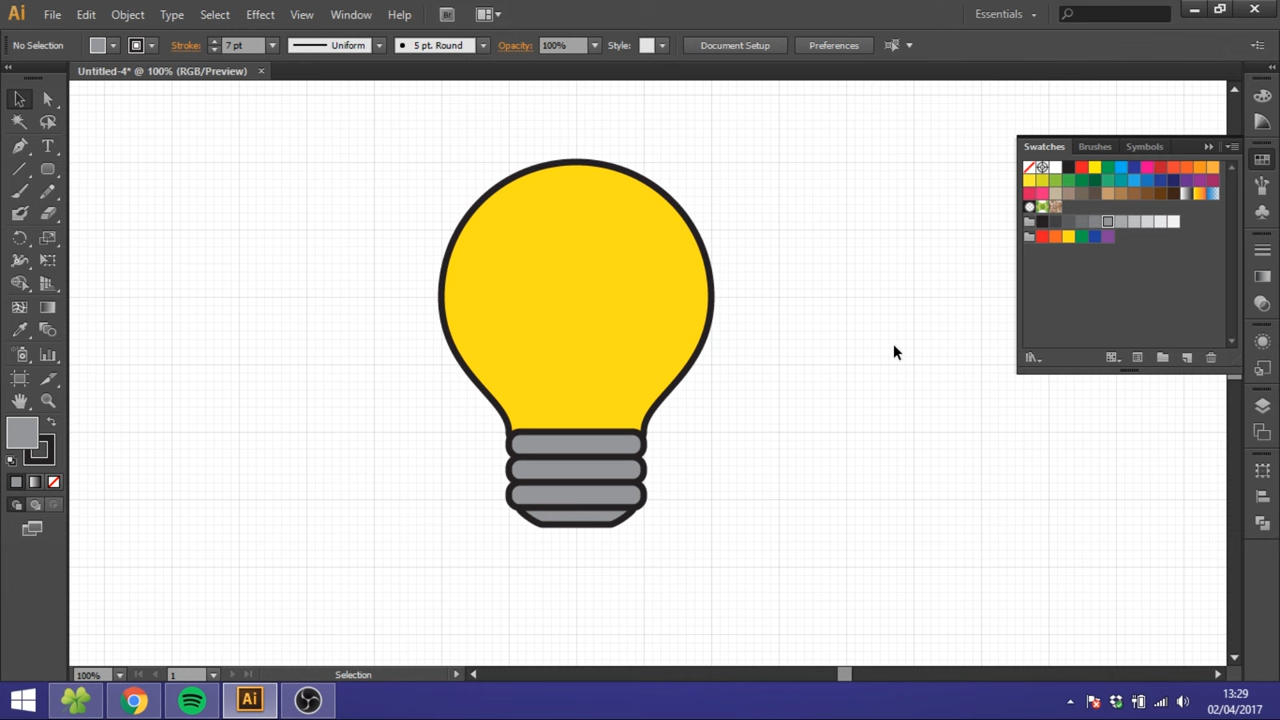 Ai File Edit Object Type Select Effect View Window Help Br Essentials
No Selection Stroke: 7 pt Uniform 5 pt. Round Opacity: 100% Style: Document Setup Preferences
Untitled-4* @ 100% (RGB/Preview)
Swatches Brushes Symbols
100% 1 Selection
Ai
13:29
02/04/2017